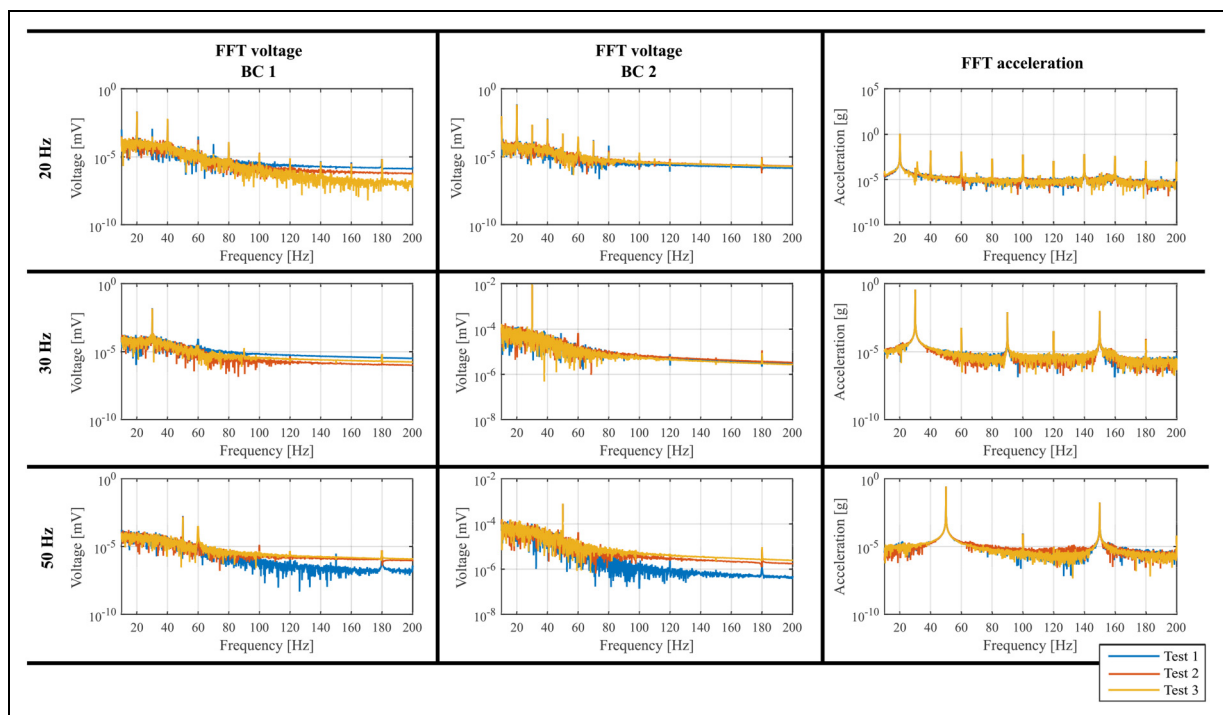 FFT voltage
BC 1
FFT voltage
BC 2
FFT acceleration
20 Hz
Voltage [mV]
10^0
10^-5
10^-10
20 40 60 80 100 120 140 160 180 200
Frequency [Hz]
Voltage [mV]
10^0
10^-5
10^-10
20 40 60 80 100 120 140 160 180 200
Frequency [Hz]
Acceleration [g]
10^5
10^0
10^-5
10^-10
20 40 60 80 100 120 140 160 180 200
Frequency [Hz]
30 Hz
Voltage [mV]
10^0
10^-5
10^-10
20 40 60 80 100 120 140 160 180 200
Frequency [Hz]
Voltage [mV]
10^-2
10^-4
10^-6
10^-8
20 40 60 80 100 120 140 160 180 200
Frequency [Hz]
Acceleration [g]
10^0
10^-5
10^-10
20 40 60 80 100 120 140 160 180 200
Frequency [Hz]
50 Hz
Voltage [mV]
10^0
10^-5
10^-10
20 40 60 80 100 120 140 160 180 200
Frequency [Hz]
Voltage [mV]
10^-2
10^-4
10^-6
10^-8
20 40 60 80 100 120 140 160 180 200
Frequency [Hz]
Acceleration [g]
10^0
10^-5
10^-10
20 40 60 80 100 120 140 160 180 200
Frequency [Hz]
Test 1
Test 2
Test 3